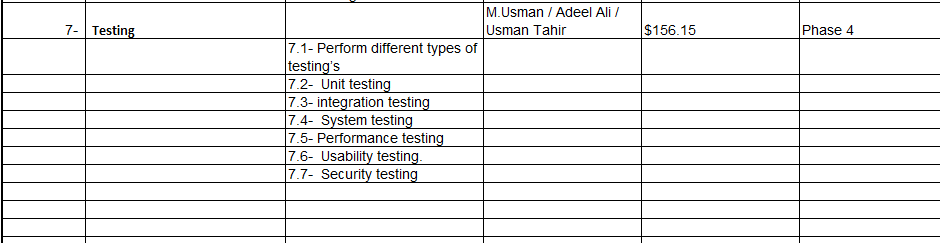 M.Usman / Adeel Ali /
7- Testing Usman Tahir $156.15 Phase 4
7.1- Perform different types of
testing's
7.2- Unit testing
7.3- integration testing
7.4- System testing
7.5- Performance testing
7.6- Usability testing.
7.7- Security testing